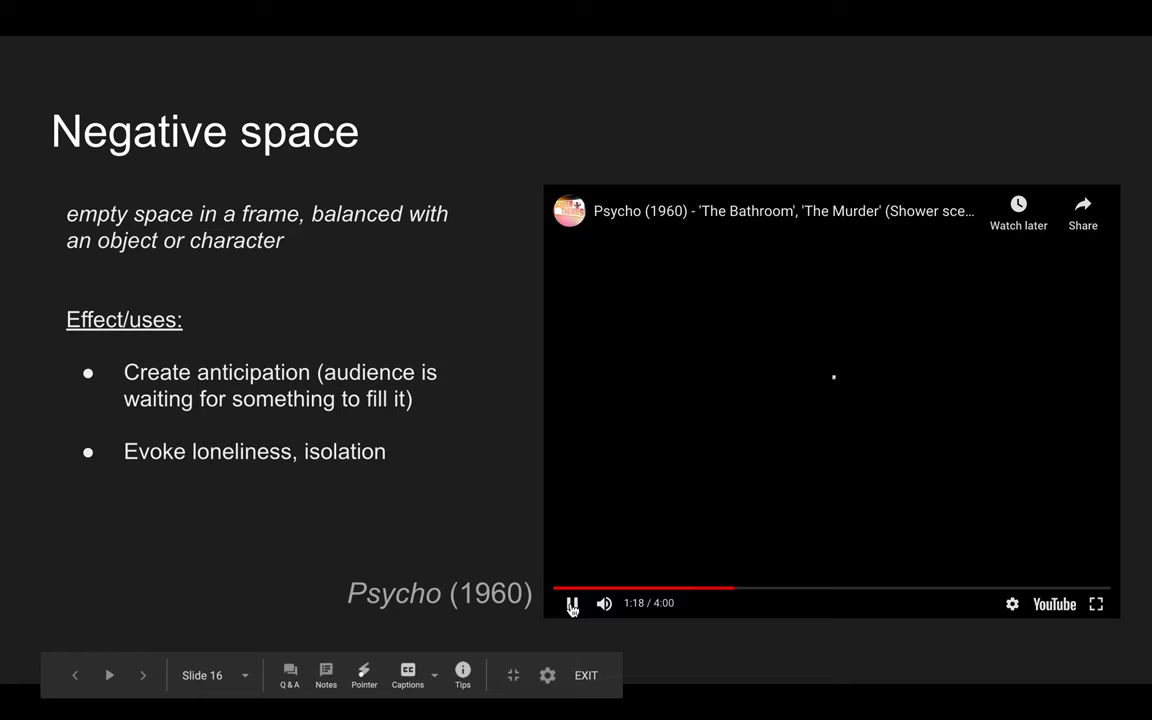 Negative space
empty space in a frame, balanced with
an object or character
Effect/uses:
● Create anticipation (audience is
waiting for something to fill it)
● Evoke loneliness, isolation
Psycho (1960)
Psycho (1960) - 'The Bathroom', 'The Murder' (Shower sce...
Watch later
Share
1:18 / 4:00
YouTube
Slide 16
Q & A
Notes
Pointer
CC
Captions
Tips
EXIT